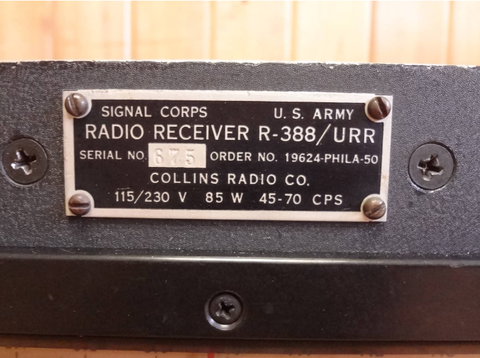 SIGNAL CORPS U. S. ARMY
RADIO RECEIVER R-388/URR
SERIAL NO. 675 ORDER NO. 19624-PHILA-50
COLLINS RADIO CO.
115/230 V 85 W 45-70 CPS